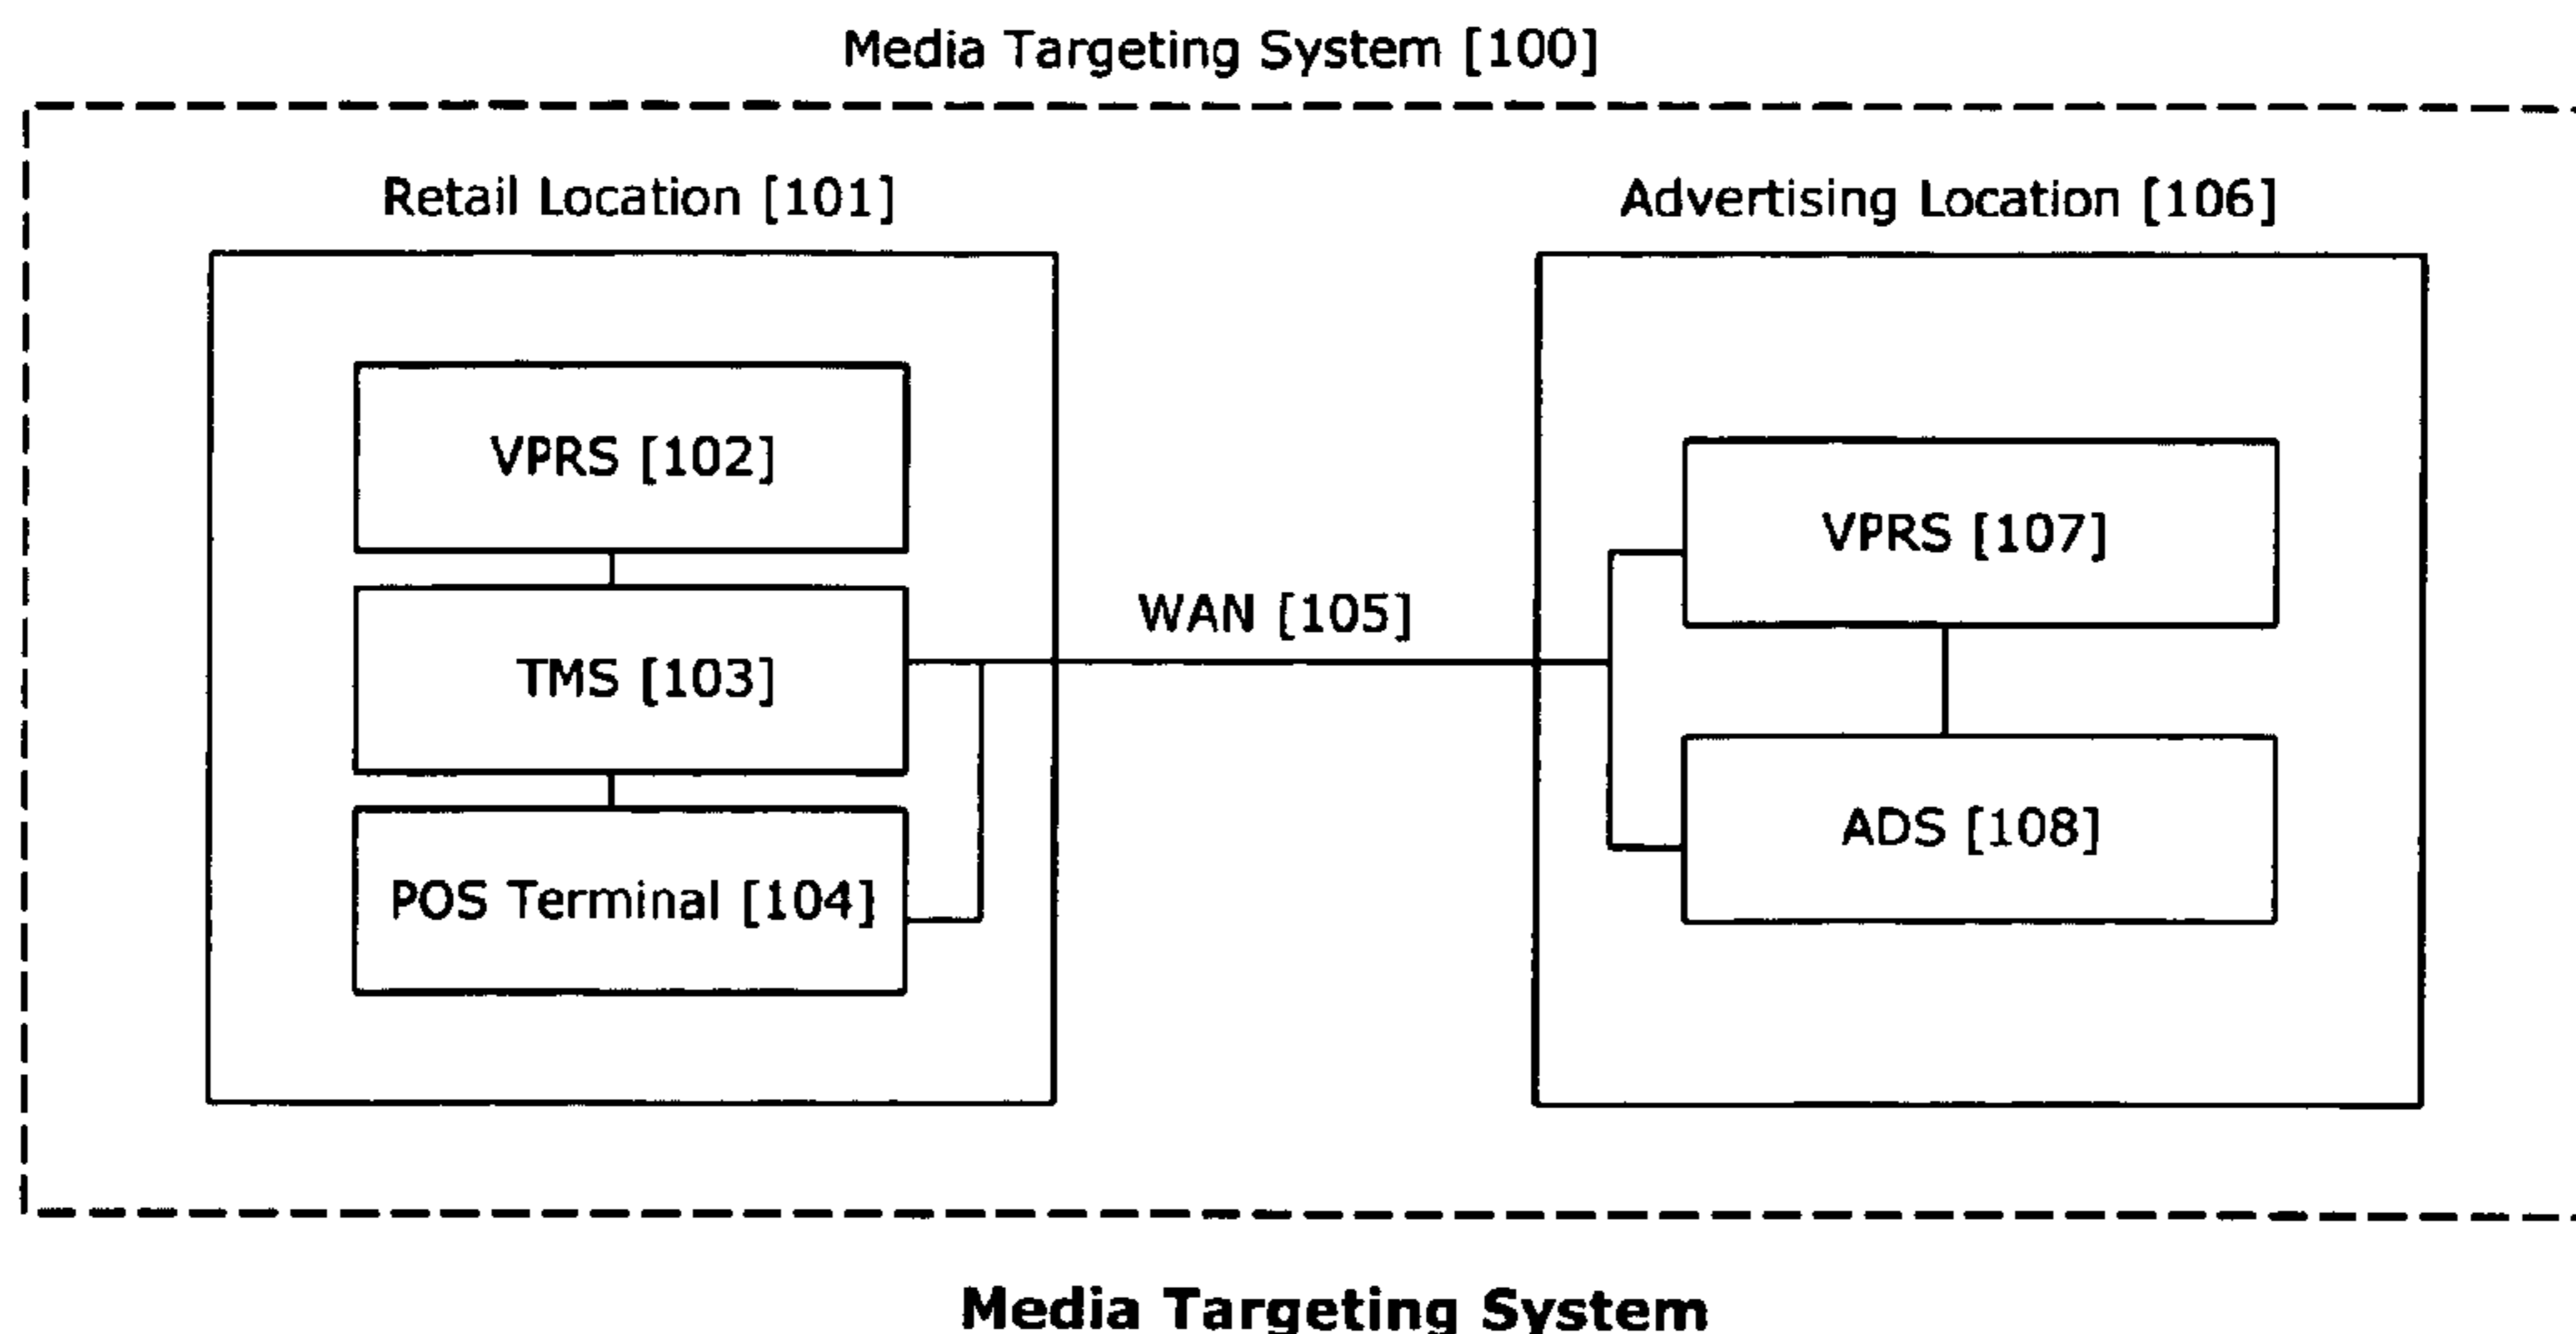 Media Targeting System [100]
Retail Location [101]
Advertising Location [106]
VPRS [102]
VPRS [107]
WAN [105]
TMS [103]
ADS [108]
POS Terminal [104]
Media Targeting System